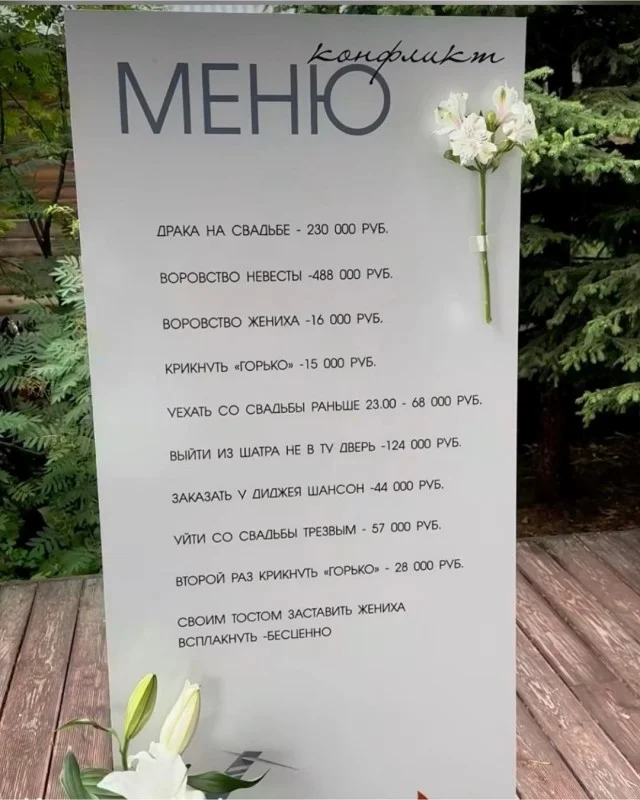 конфликт
МЕНЮ
ДРАКА НА СВАДЬБЕ - 230 000 РУБ.
ВОРОВСТВО НЕВЕСТЫ -488 000 РУБ.
ВОРОВСТВО ЖЕНИХА -16 000 РУБ.
КРИКНУТЬ «ГОРЬКО» -15 000 РУБ.
УЕХАТЬ СО СВАДЬБЫ РАНЬШЕ 23.00 - 68 000 РУБ.
ВЫЙТИ ИЗ ШАТРА НЕ В ТУ ДВЕРЬ -124 000 РУБ.
ЗАКАЗАТЬ У ДИДЖЕЯ ШАНСОН -44 000 РУБ.
УЙТИ СО СВАДЬБЫ ТРЕЗВЫМ - 57 000 РУБ.
ВТОРОЙ РАЗ КРИКНУТЬ «ГОРЬКО» - 28 000 РУБ.
СВОИМ ТОСТОМ ЗАСТАВИТЬ ЖЕНИХА
ВСПЛАКНУТЬ -БЕСЦЕННО